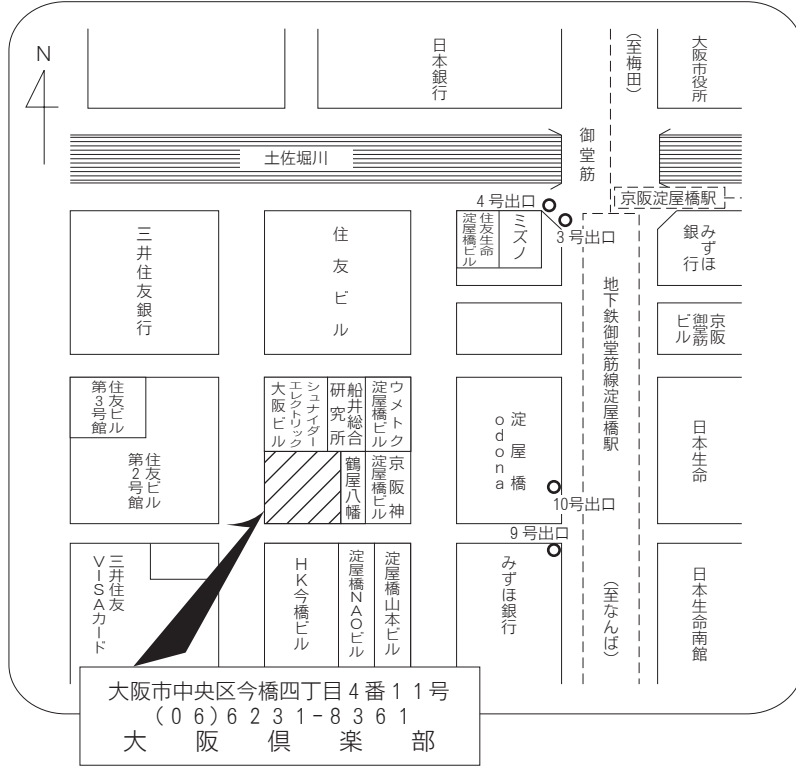 N
日本銀行
（至梅田）
大阪市役所
土佐堀川
御堂筋
京阪淀屋橋駅
4号出口
3号出口
三井住友銀行
住友ビル
住友生命
淀屋橋ビル
ミズノ
みずほ
銀行
地下鉄御堂筋線淀屋橋駅
京阪
御堂筋
ビル
住友ビル
第3号館
シュナイダー
エレクトリック
大阪ビル
船井総合
研究所
ウメトク
淀屋橋ビル
淀屋橋
odona
日本生命
住友ビル
第2号館
鶴屋八幡
京阪神
淀屋橋ビル
10号出口
9号出口
三井住友
VISAカード
HK今橋ビル
淀屋橋NAOビル
淀屋橋山本ビル
みずほ銀行
（至なんば）
日本生命南館
大阪市中央区今橋四丁目4番11号
(06)6231-8361
大阪倶楽部